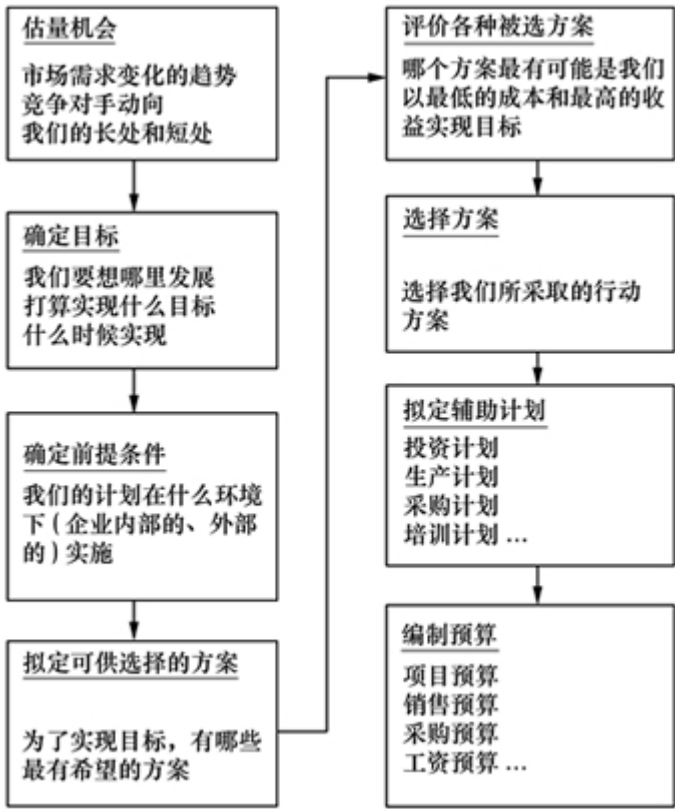 估量机会
市场需求变化的趋势
竞争对手动向
我们的长处和短处
确定目标
我们要想哪里发展
打算实现什么目标
什么时候实现
确定前提条件
我们的计划在什么环境
下(企业内部的、外部
的)实施
拟定可供选择的方案
为了实现目标，有哪些
最有希望的方案
评价各种被选方案
哪个方案最有可能是我们
以最低的成本和最高的收
益实现目标
选择方案
选择我们所采取的行动
方案
拟定辅助计划
投资计划
生产计划
采购计划
培训计划 ...
编制预算
项目预算
销售预算
采购预算
工资预算 ...